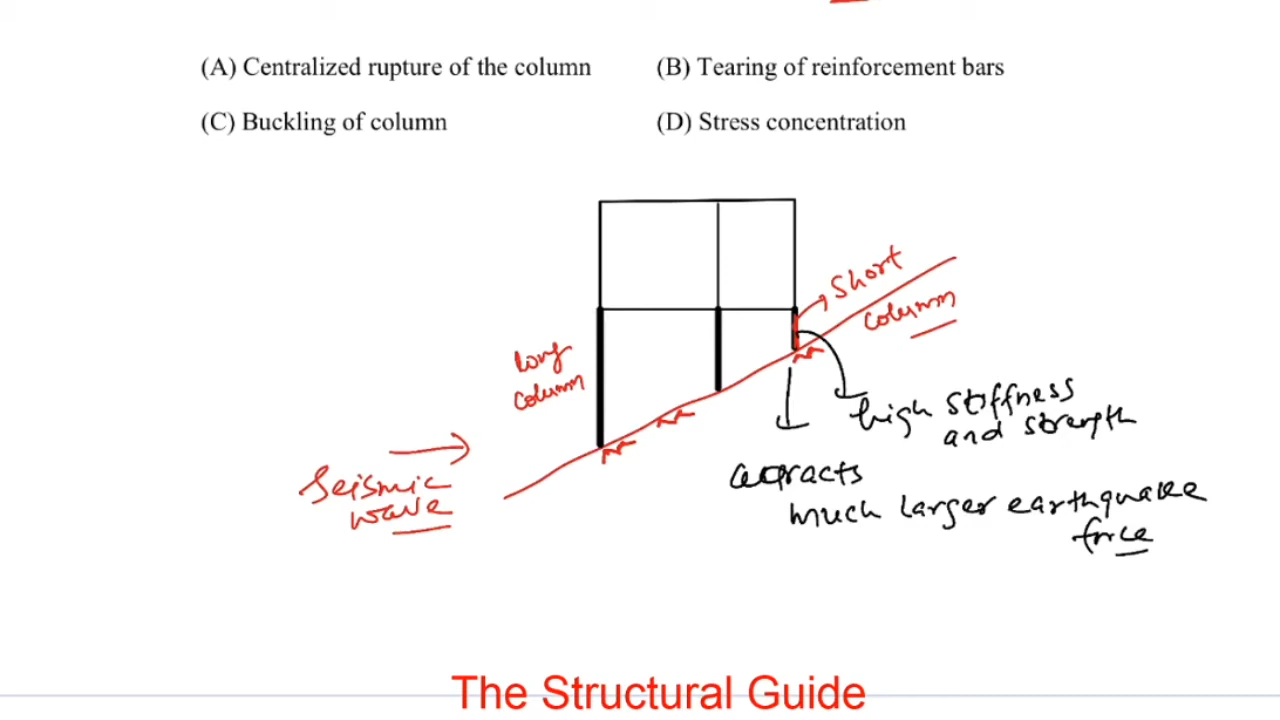 (A) Centralized rupture of the column (B) Tearing of reinforcement bars
(C) Buckling of column (D) Stress concentration
Short
column
long
column
high stiffness
and strength
Seismic
wave
attracts
much larger earthquake
force
The Structural Guide